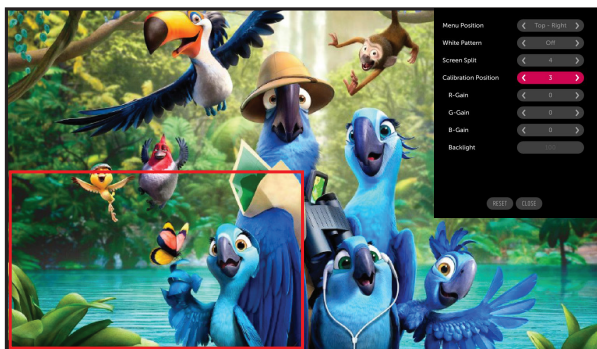 Menu Position ❮ Top - Right ❯
White Pattern ❮ Off ❯
Screen Split ❮ 4 ❯
Calibration Position ❮ 3 ❯
R-Gain ❮ 0 ❯
G-Gain ❮ 0 ❯
B-Gain ❮ 0 ❯
Backlight
RESET CLOSE